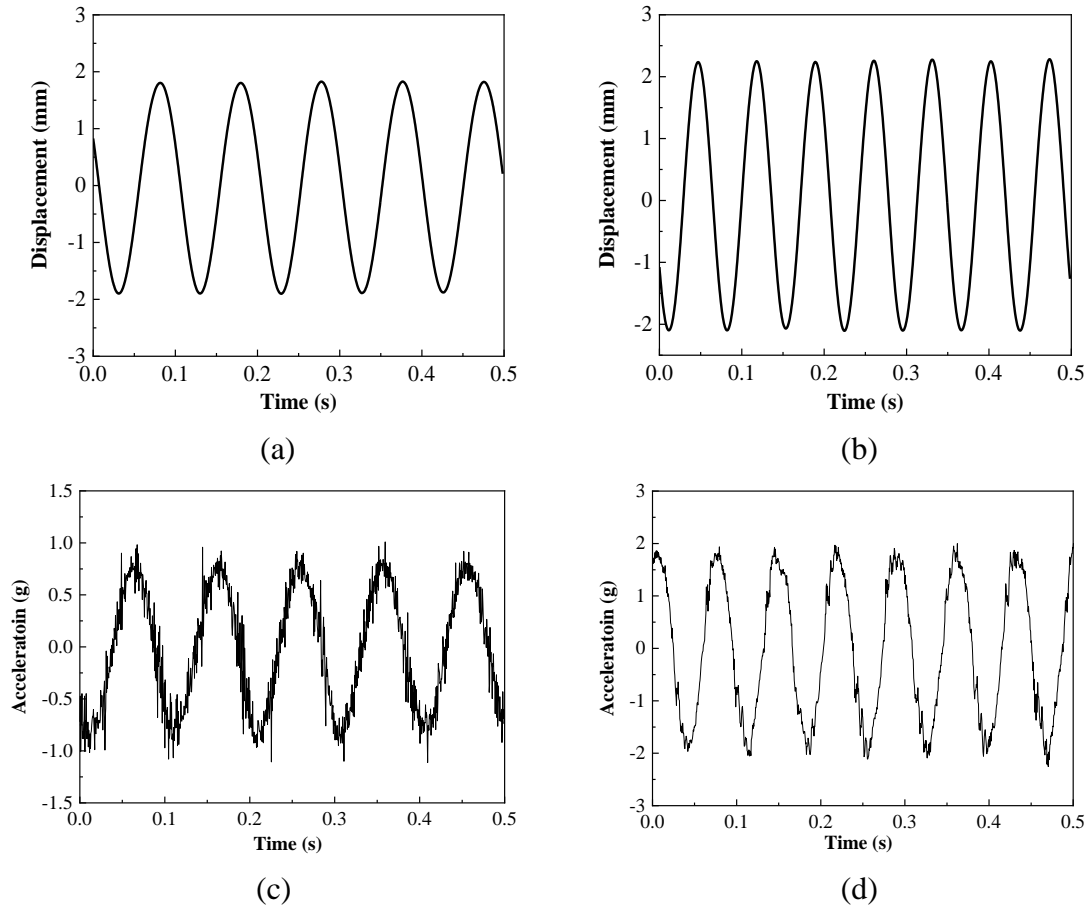 3
2
1
0
-1
-2
-3
Displacement (mm)
0.0 0.1 0.2 0.3 0.4 0.5
Time (s)
(a)
3
2
1
0
-1
-2
Displacement (mm)
0.0 0.1 0.2 0.3 0.4 0.5
Time (s)
(b)
1.5
1.0
0.5
0.0
-0.5
-1.0
-1.5
Acceleratoin (g)
0.0 0.1 0.2 0.3 0.4 0.5
Time (s)
(c)
3
2
1
0
-1
-2
-3
Acceleratoin (g)
0.0 0.1 0.2 0.3 0.4 0.5
Time (s)
(d)